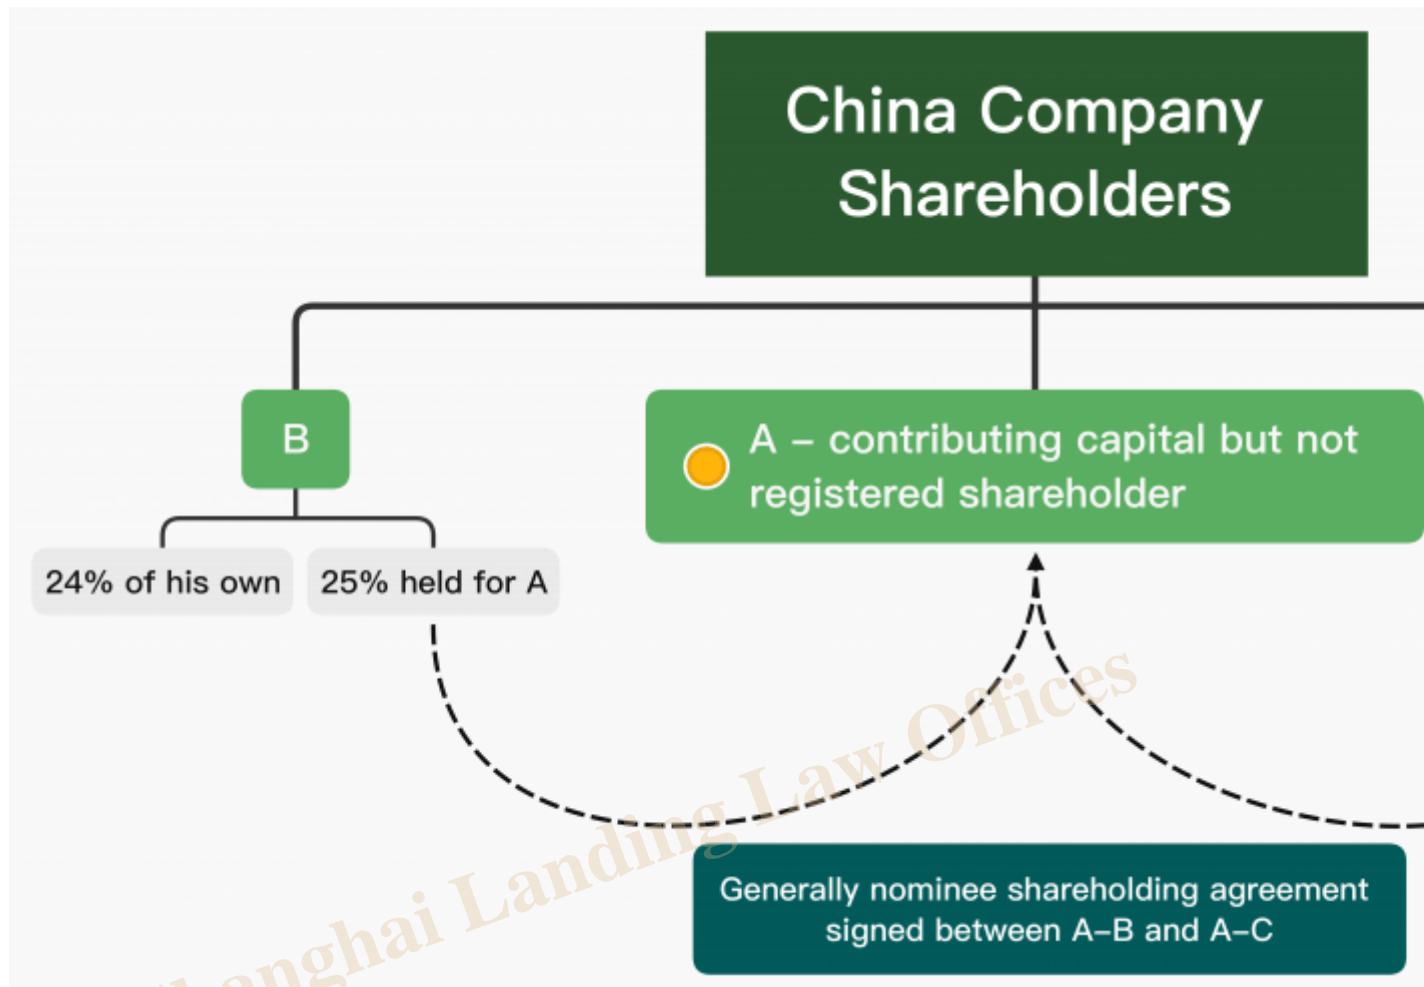 China Company
Shareholders
B
A – contributing capital but not
registered shareholder
24% of his own
25% held for A
Generally nominee shareholding agreement
signed between A–B and A–C
Landing Law Offices